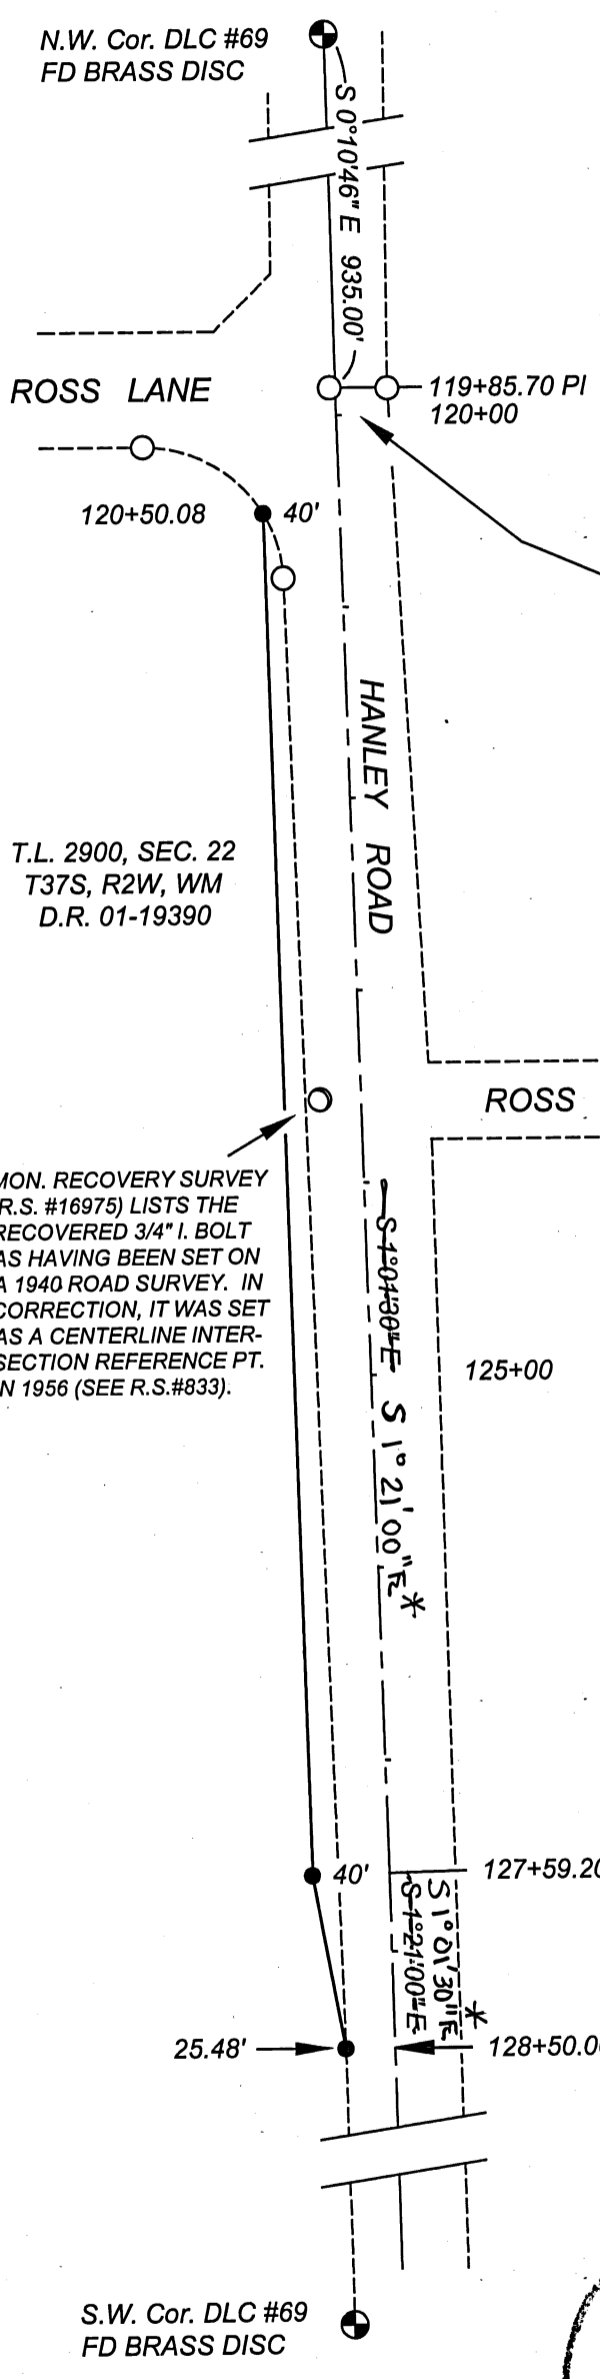 N.W. Cor. DLC #69
FD BRASS DISC
S 0°10'46" E 935.00'
ROSS LANE
119+85.70 PI
120+00
120+50.08
40'
HANLEY ROAD
T.L. 2900, SEC. 22
T37S, R2W, WM
D.R. 01-19390
ROSS
MON. RECOVERY SURVEY
R.S. #16975) LISTS THE
RECOVERED 3/4" I. BOLT
AS HAVING BEEN SET ON
A 1940 ROAD SURVEY. IN
CORRECTION, IT WAS SET
AS A CENTERLINE INTER-
SECTION REFERENCE PT.
N 1956 (SEE R.S.#833).
S 1°01'30" E
S 1° 21' 00" E *
125+00
40'
127+59.20
S 1° 01' 30" E *
S 1°21'00" E
25.48'
128+50.0
S.W. Cor. DLC #69
FD BRASS DISC